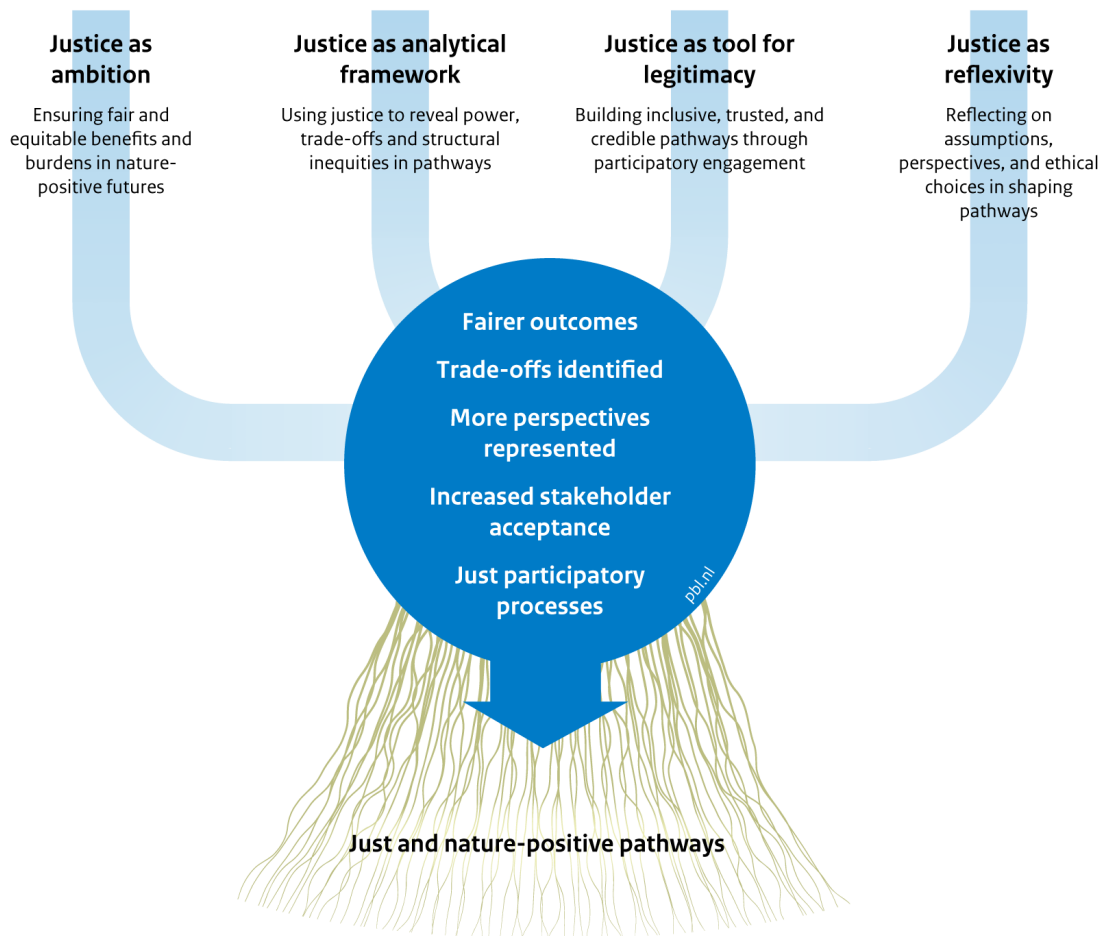 Justice as
ambition
Ensuring fair and
equitable benefits and
burdens in nature-
positive futures
Justice as analytical
framework
Using justice to reveal power,
trade-offs and structural
inequities in pathways
Justice as tool for
legitimacy
Building inclusive, trusted, and
credible pathways through
participatory engagement
Justice as
reflexivity
Reflecting on
assumptions,
perspectives, and ethical
choices in shaping
pathways
Fairer outcomes
Trade-offs identified
More perspectives
represented
Increased stakeholder
acceptance
Just participatory
processes
pbl.nl
Just and nature-positive pathways